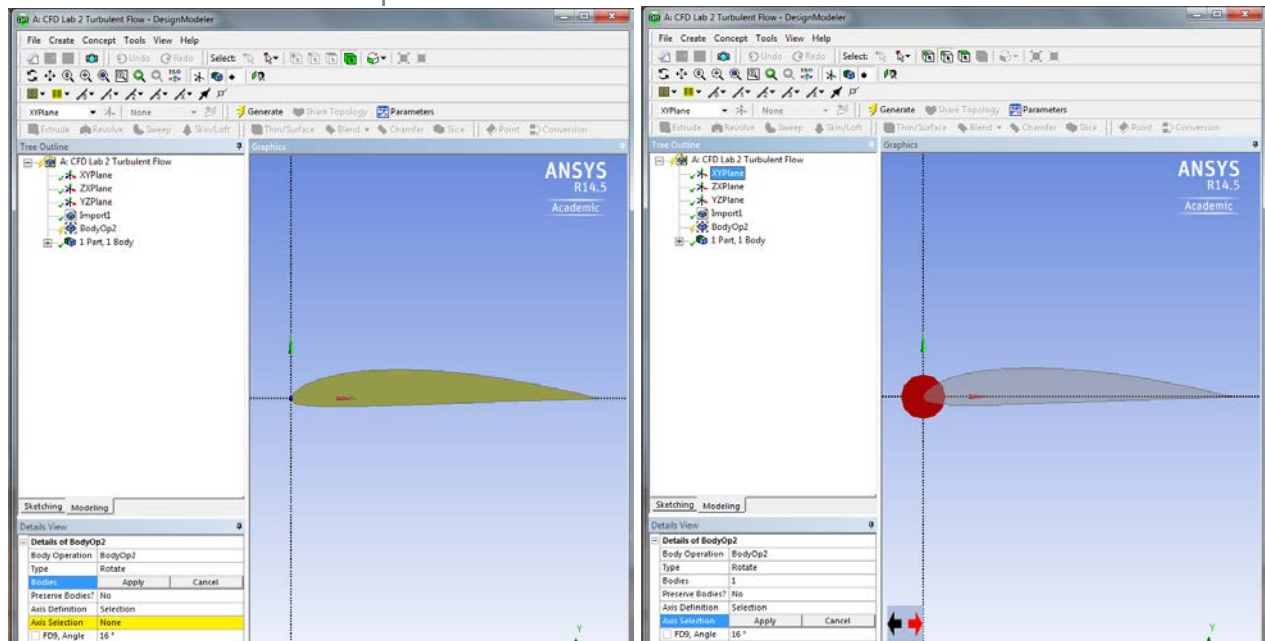 A: CFD Lab 2 Turbulent Flow - DesignModeler
File Create Concept Tools View Help
Undo Redo Select:
XYPlane None Generate Share Topology Parameters
Extrude Revolve Sweep Skin/Loft Thin/Surface Blend Chamfer Slice Point Conversion
Tree Outline
A: CFD Lab 2 Turbulent Flow
XYPlane
ZXPlane
YZPlane
Import1
BodyOp2
1 Part, 1 Body
Graphics
ANSYS
R14.5
Academic
Sketching Modeling
Details View
Details of BodyOp2
Body Operation BodyOp2
Type Rotate
Bodies Apply Cancel
Preserve Bodies? No
Axis Definition Selection
Axis Selection None
FD9, Angle 16 °
Y
A: CFD Lab 2 Turbulent Flow - DesignModeler
File Create Concept Tools View Help
Undo Redo Select:
XYPlane None Generate Share Topology Parameters
Extrude Revolve Sweep Skin/Loft Thin/Surface Blend Chamfer Slice Point Conversion
Tree Outline
A: CFD Lab 2 Turbulent Flow
XYPlane
ZXPlane
YZPlane
Import1
BodyOp2
1 Part, 1 Body
Graphics
ANSYS
R14.5
Academic
Sketching Modeling
Details View
Details of BodyOp2
Body Operation BodyOp2
Type Rotate
Bodies 1
Preserve Bodies? No
Axis Definition Selection
Axis Selection Apply Cancel
FD9, Angle 16 °
Y